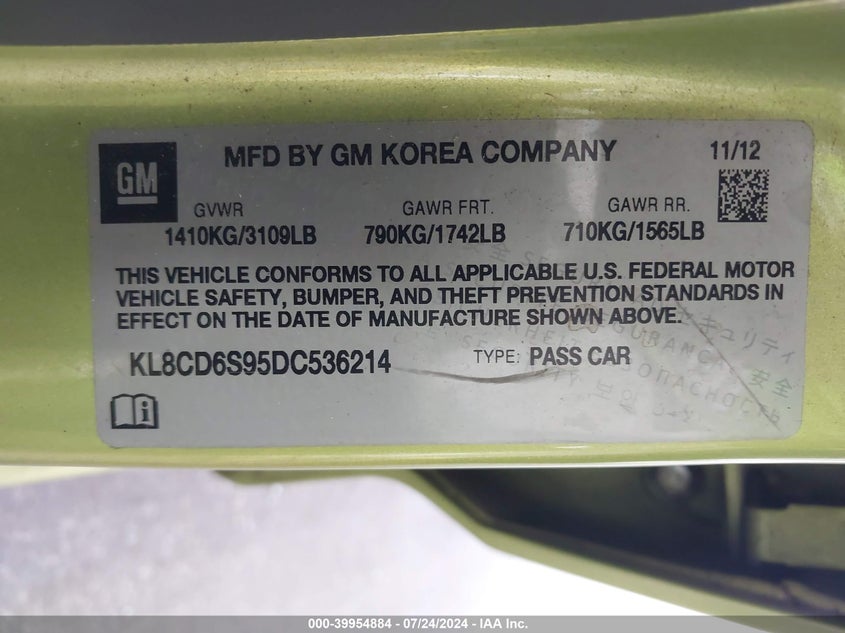 GM
MFD BY GM KOREA COMPANY
11/12
GVWR GAWR FRT. GAWR RR.
1410KG/3109LB 790KG/1742LB 710KG/1565LB
THIS VEHICLE CONFORMS TO ALL APPLICABLE U.S. FEDERAL MOTOR
VEHICLE SAFETY, BUMPER, AND THEFT PREVENTION STANDARDS IN
EFFECT ON THE DATE OF MANUFACTURE SHOWN ABOVE.
KL8CD6S95DC536214 TYPE: PASS CAR
000-39954884 / 07/24/2024 - IAA Inc.